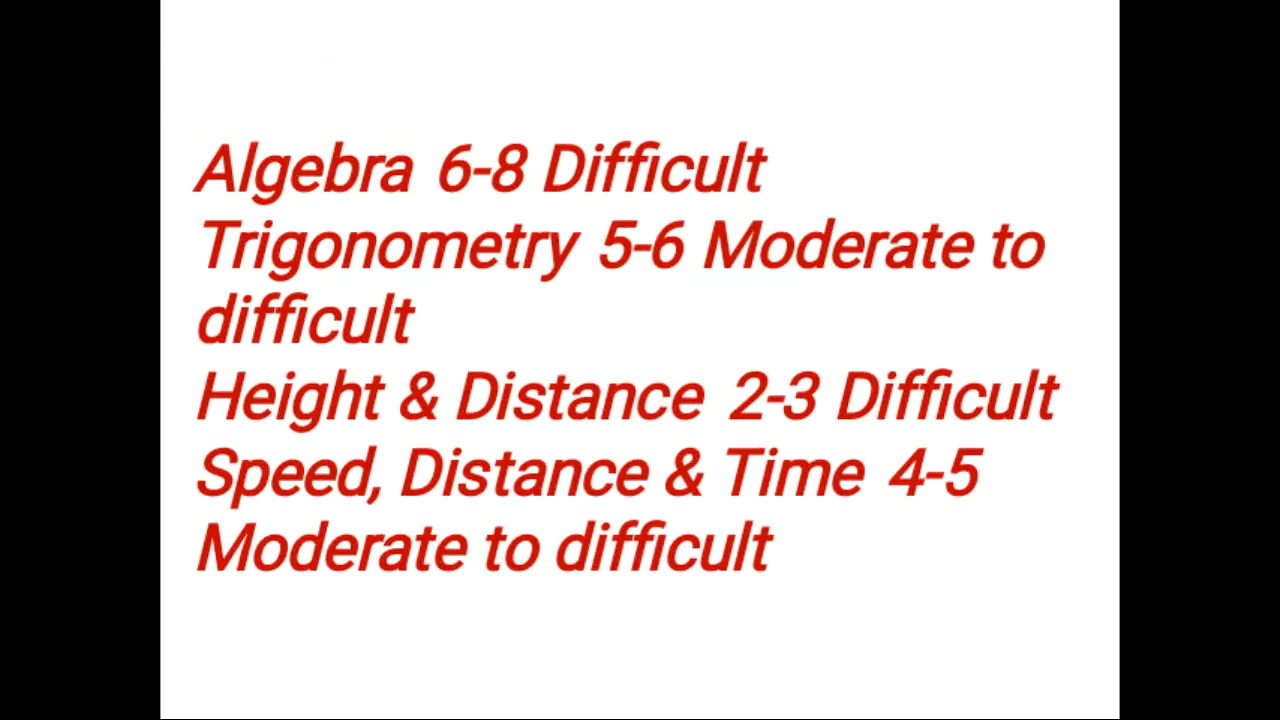 Algebra 6-8 Difficult
Trigonometry 5-6 Moderate to
difficult
Height & Distance 2-3 Difficult
Speed, Distance & Time 4-5
Moderate to difficult